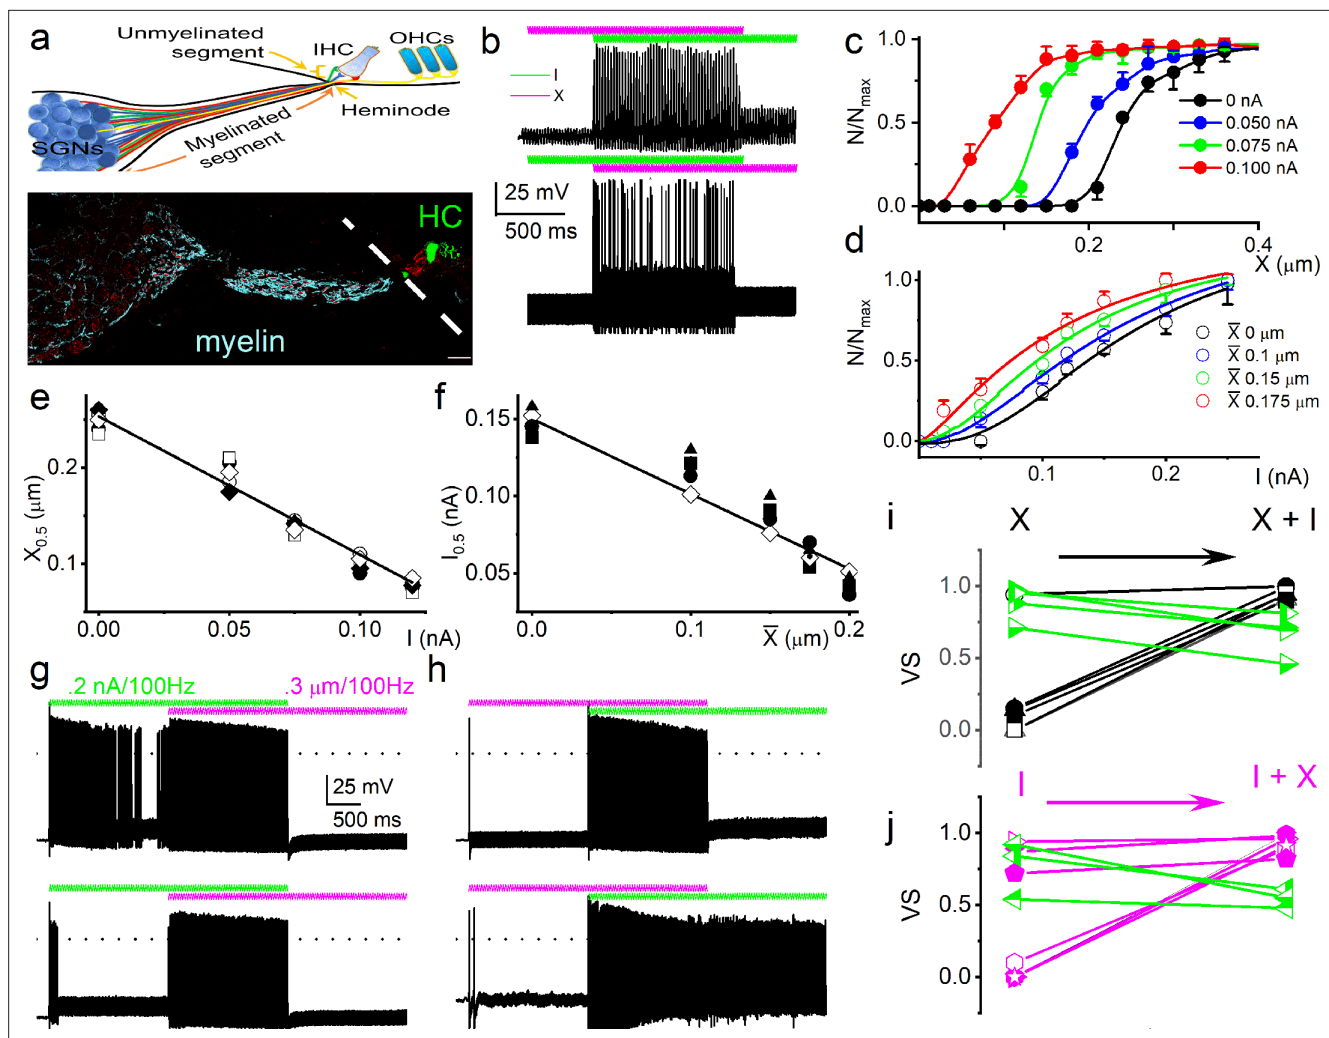 a
Unmyelinated
segment
IHC
OHCs
Heminode
Myelinated
segment
SGNs
HC
myelin
b
I
X
25 mV
500 ms
c
N/Nmax
1.0
0.5
0.0
0 nA
0.050 nA
0.075 nA
0.100 nA
0.2
0.4
X (μm)
d
N/Nmax
1.0
0.5
0.0
X̅ 0 μm
X̅ 0.1 μm
X̅ 0.15 μm
X̅ 0.175 μm
0.1
0.2
I (nA)
e
X0.5 (μm)
0.2
0.1
0.00
0.05
0.10
I (nA)
f
I0.5 (nA)
0.15
0.10
0.05
0.0
0.1
0.2
X̅ (μm)
g
.2 nA/100Hz
.3 μm/100Hz
25 mV
500 ms
h
i
X
X + I
VS
1.0
0.5
0.0
j
I
I + X
VS
1.0
0.5
0.0